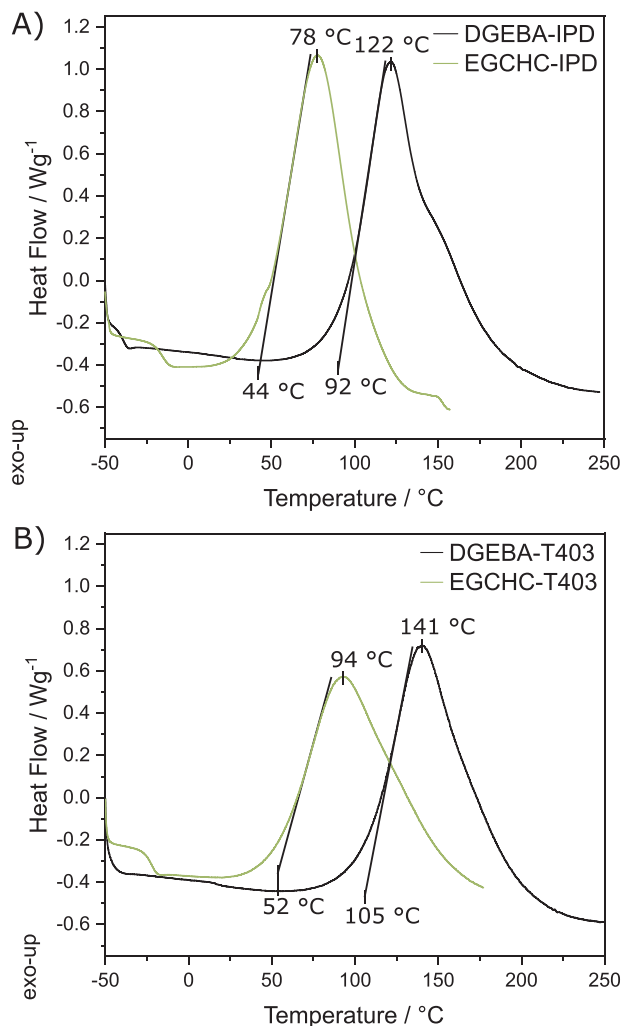 A)
78 °C
122 °C
DGEBA-IPD
EGCHC-IPD
1.2
1.0
0.8
0.6
0.4
0.2
0.0
-0.2
-0.4
-0.6
Heat Flow / Wg-1
44 °C
92 °C
exo-up
-50
0
50
100
150
200
250
Temperature / °C
B)
DGEBA-T403
EGCHC-T403
141 °C
94 °C
1.2
1.0
0.8
0.6
0.4
0.2
0.0
-0.2
-0.4
-0.6
Heat Flow / Wg-1
52 °C
105 °C
exo-up
-50
0
50
100
150
200
250
Temperature / °C